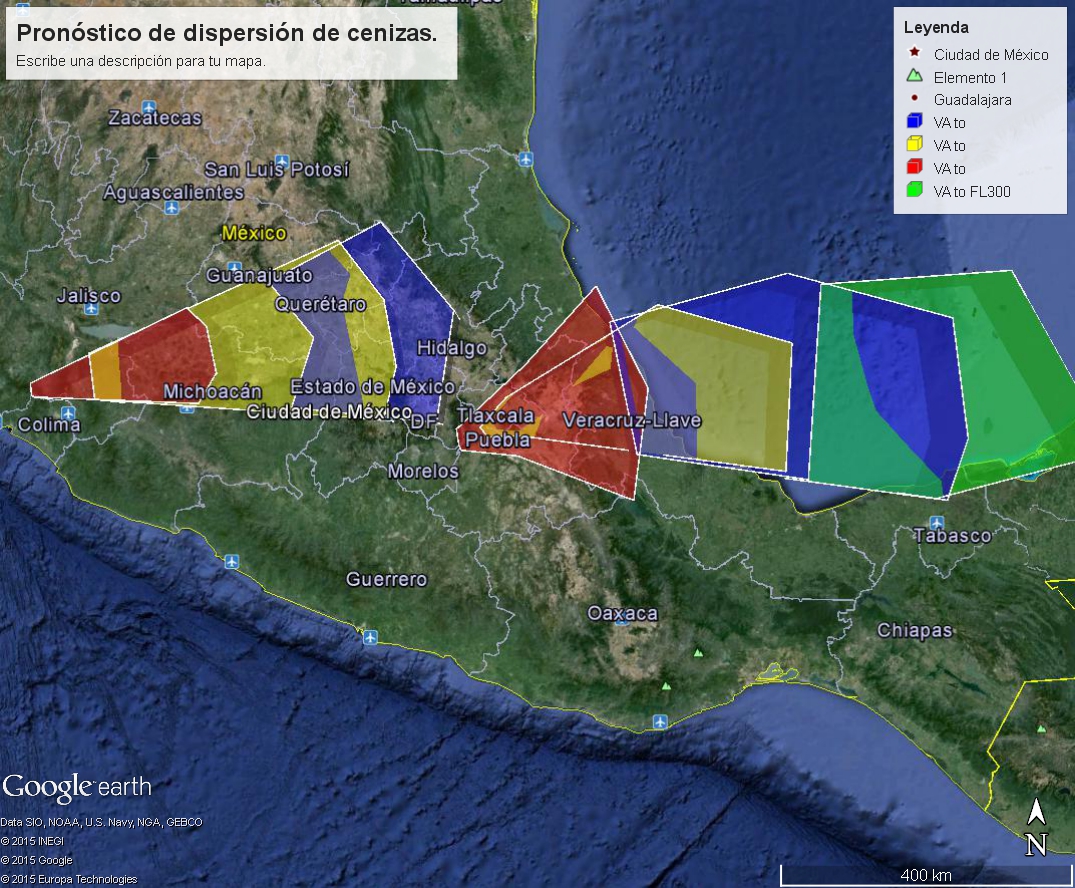 Tamaulipas
Pronóstico de dispersión de cenizas.
Escribe una descripción para tu mapa.
Leyenda
Ciudad de México
Elemento 1
Guadalajara
VA to
VA to
VA to
VA to FL300
Zacatecas
San Luis Potosí
Aguascalientes
México
Guanajuato
Jalisco
Querétaro
Hidalgo
Michoacán
Estado de México
Ciudad de México
Colima
DF
Tlaxcala
Veracruz-Llave
Puebla
Morelos
Tabasco
Guerrero
Oaxaca
Chiapas
Google earth
Data SIO, NOAA, U.S. Navy, NGA, GEBCO
© 2015 INEGI
© 2015 Google
© 2015 Europa Technologies
N
400 km